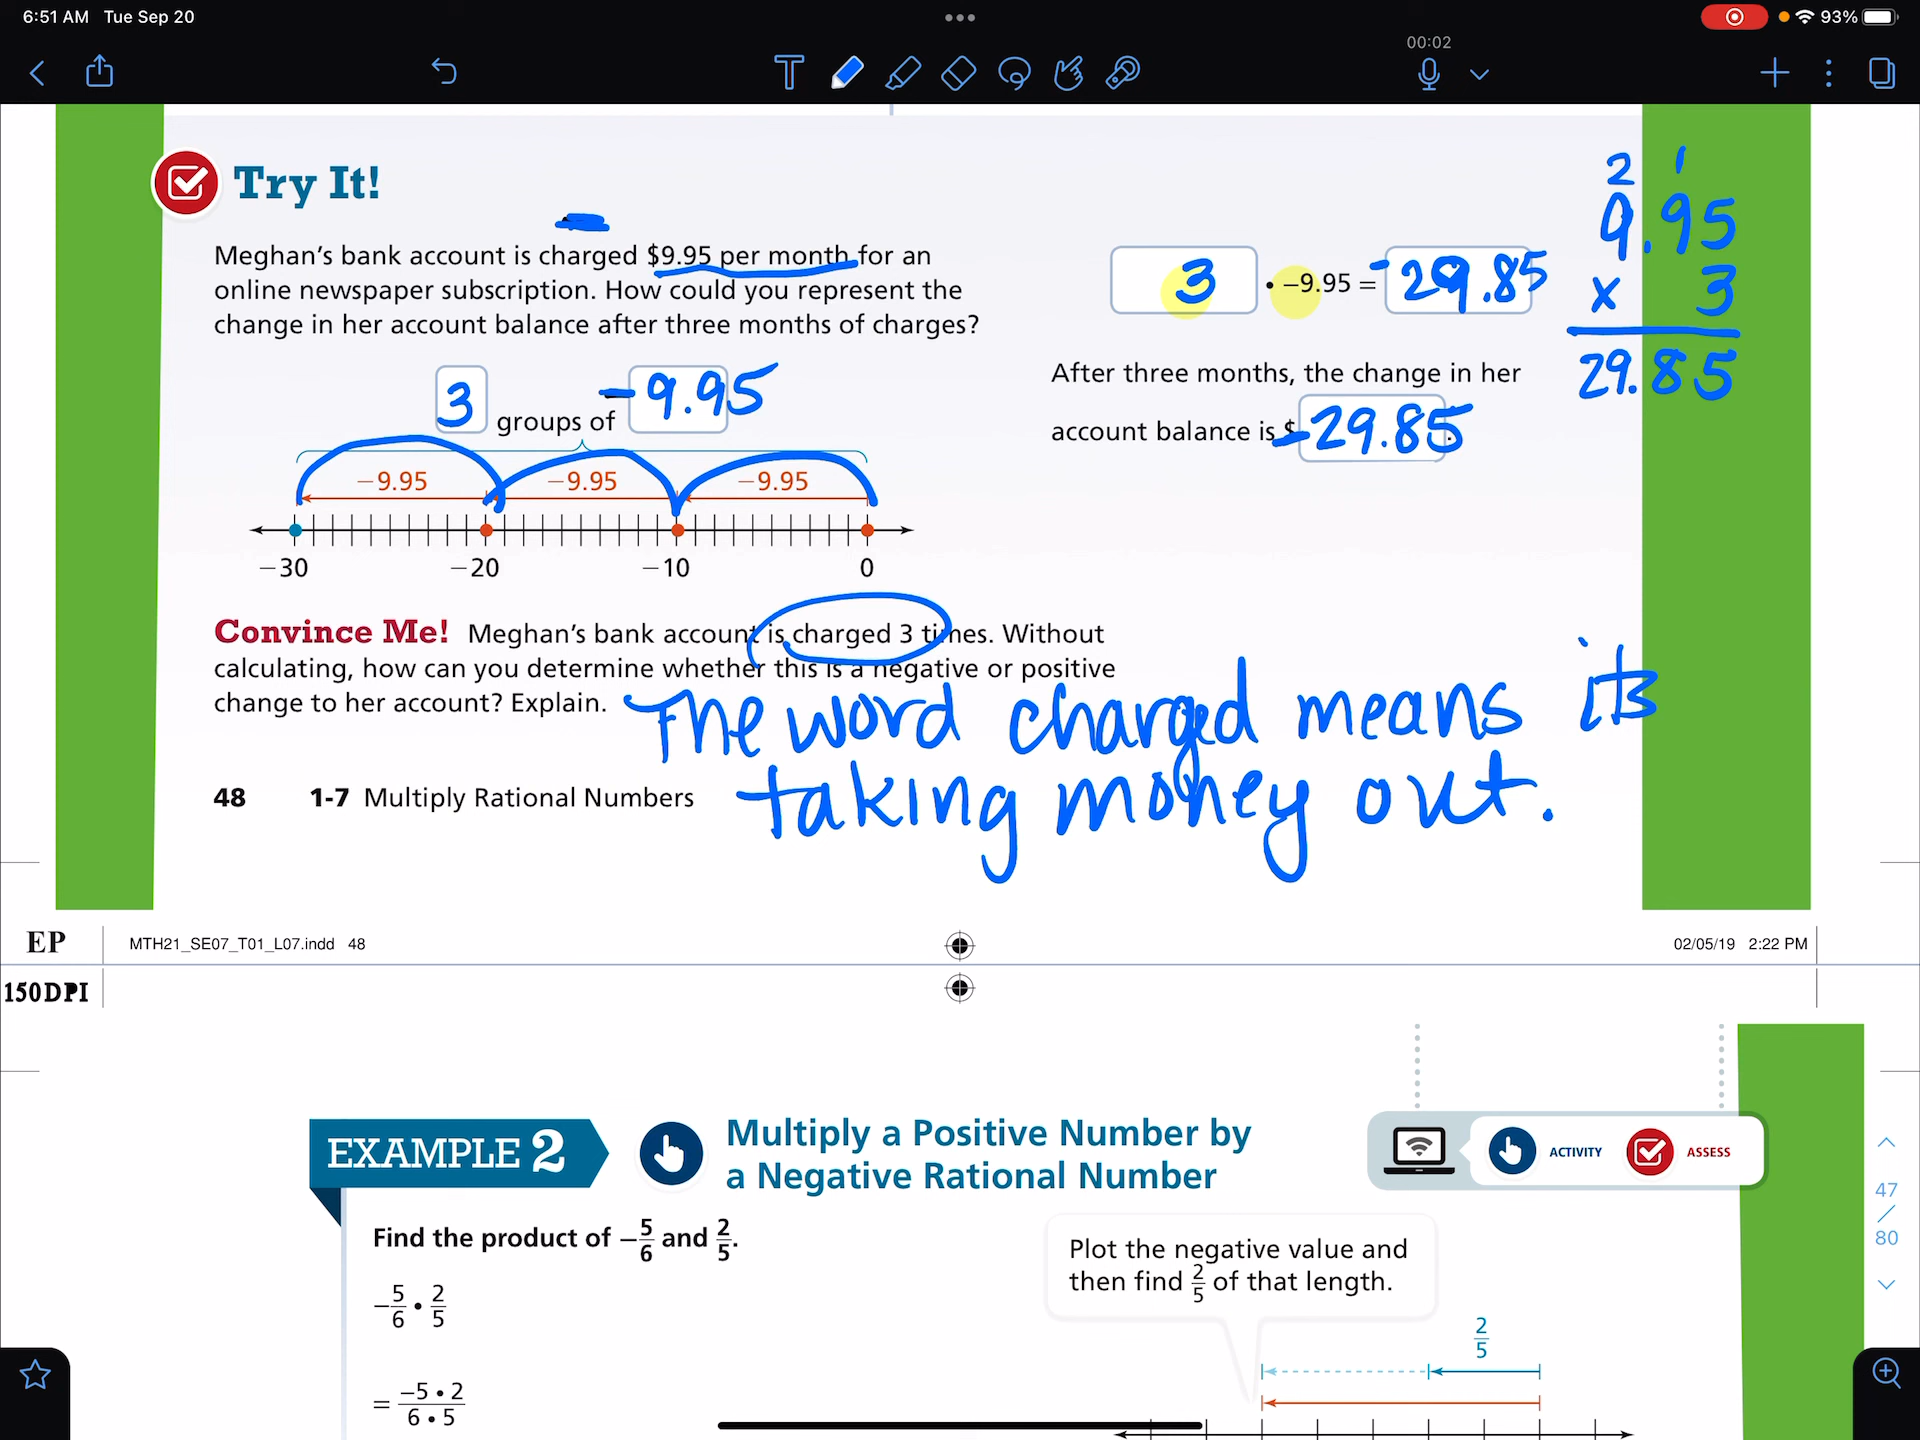 6:51 AM Tue Sep 20
93%
00:02
Try It!
Meghan's bank account is charged $9.95 per month for an
online newspaper subscription. How could you represent the
change in her account balance after three months of charges?
3 groups of -9.95
−9.95 −9.95 −9.95
−30 −20 −10 0
3 • −9.95 = -29.85
After three months, the change in her
account balance is $-29.85.
2 1
9.95
x 3
29.85
Convince Me! Meghan's bank account is charged 3 times. Without
calculating, how can you determine whether this is a negative or positive
change to her account? Explain.
The word charged means its
taking money out.
48 1-7 Multiply Rational Numbers
EP MTH21_SE07_T01_L07.indd 48 02/05/19 2:22 PM
150DPI
EXAMPLE 2
Multiply a Positive Number by
a Negative Rational Number
ACTIVITY ASSESS
47
/
80
Find the product of −5/6 and 2/5.
−5/6 • 2/5
= −5 • 2 / 6 • 5
Plot the negative value and
then find 2/5 of that length.
2/5